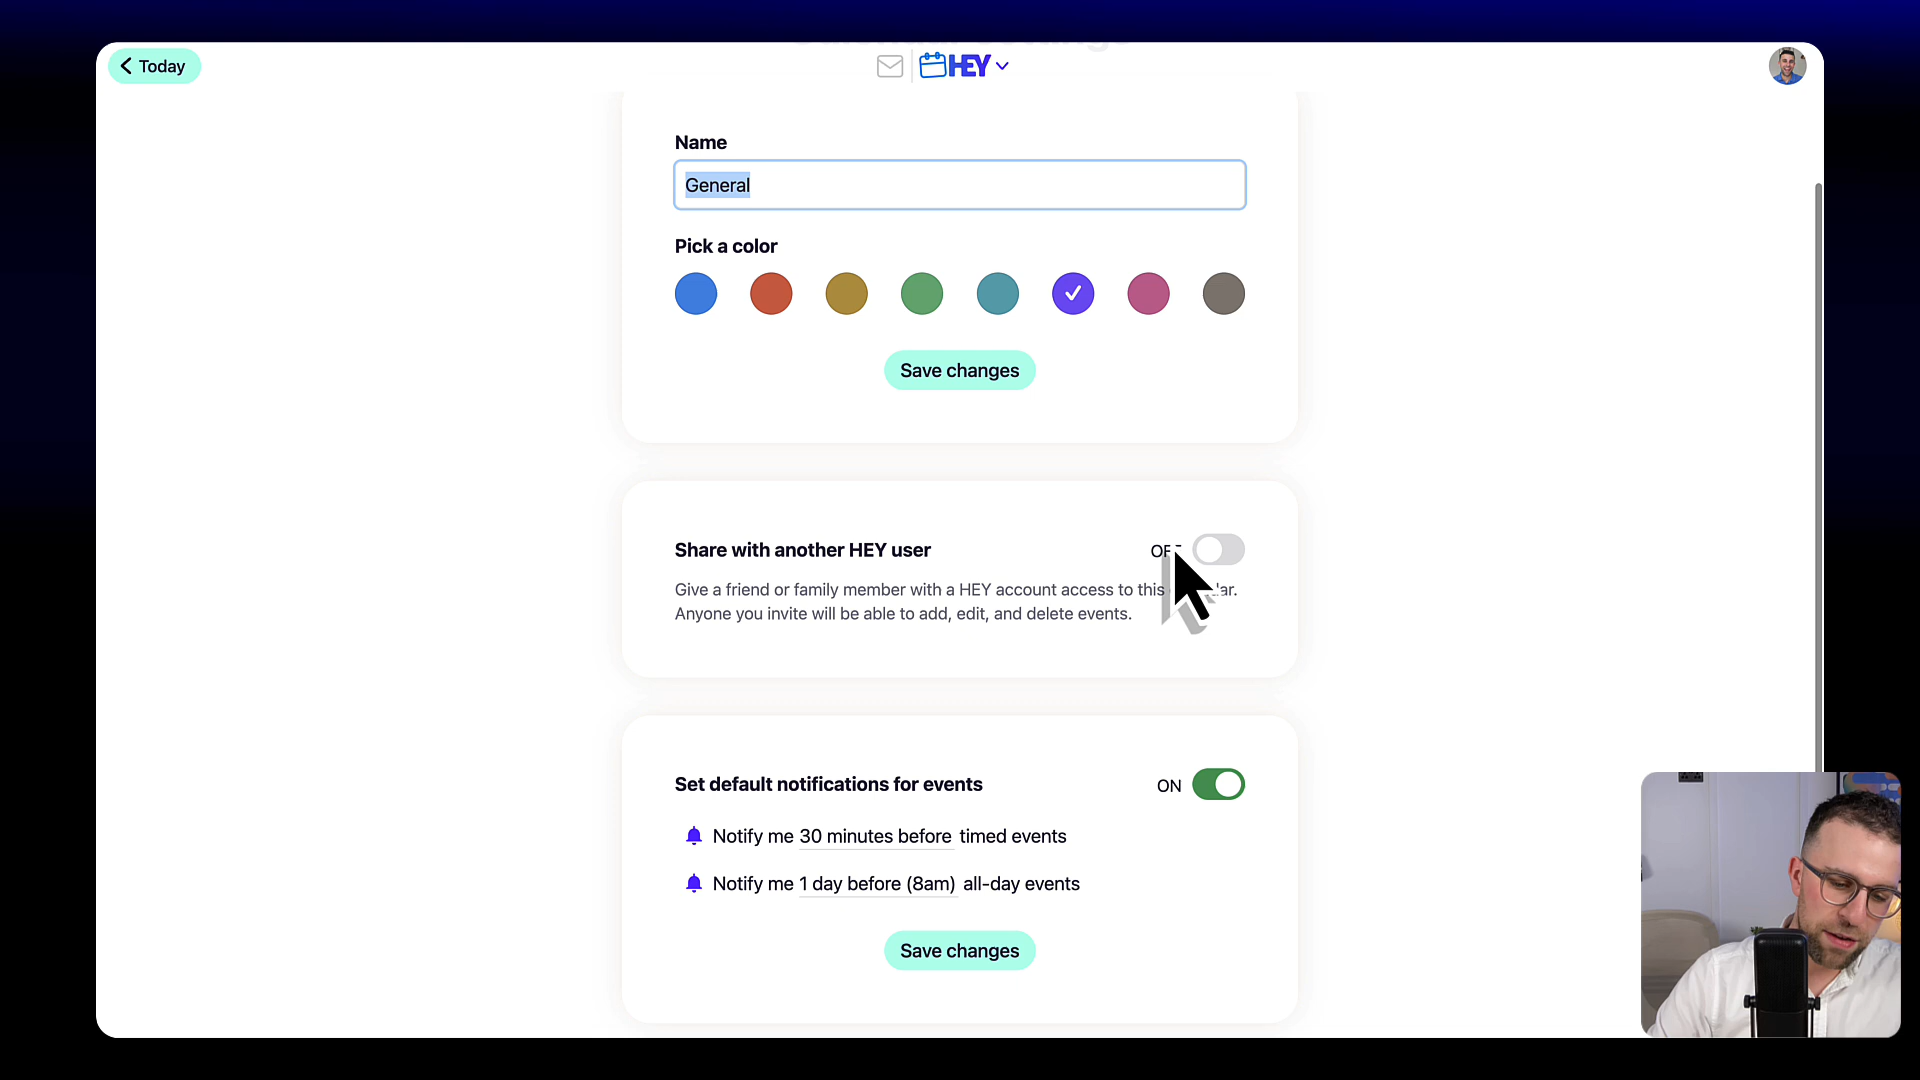 Today
HEY
Name
General
Pick a color
Save changes
Share with another HEY user
Give a friend or family member with a HEY account access to this
Anyone you invite will be able to add, edit, and delete events.
Set default notifications for events
ON
Notify me 30 minutes before timed events
Notify me 1 day before (8am) all-day events
Save changes